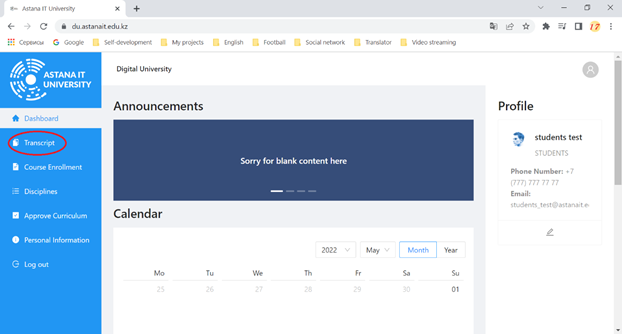 Astana IT University
du.astanait.edu.kz
Сервисы
Google
Self-development
My projects
English
Football
Social network
Translator
Video streaming
ASTANA IT
UNIVERSITY
Digital University
Dashboard
Transcript
Course Enrollment
Disciplines
Approve Curriculum
Personal Information
Log out
Announcements
Sorry for blank content here
Calendar
2022
May
Month
Year
Mo Tu We Th Fr Sa Su
25 26 27 28 29 30 01
Profile
students test
STUDENTS
Phone Number: +7
(777) 777 77 77
Email:
students_test@astanait.e